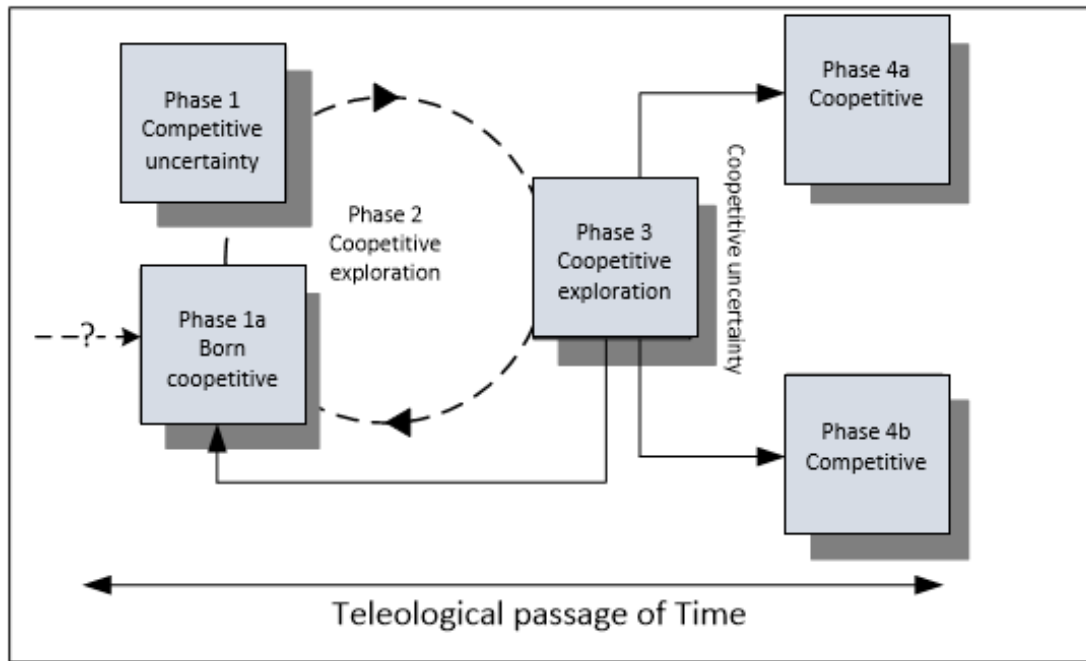 Phase 1
Competitive
uncertainty
Phase 2
Coopetitive
exploration
Phase 1a
Born
coopetitive
?
Phase 3
Coopetitive
exploration
Coopetitive uncertainty
Phase 4a
Coopetitive
Phase 4b
Competitive
Teleological passage of Time